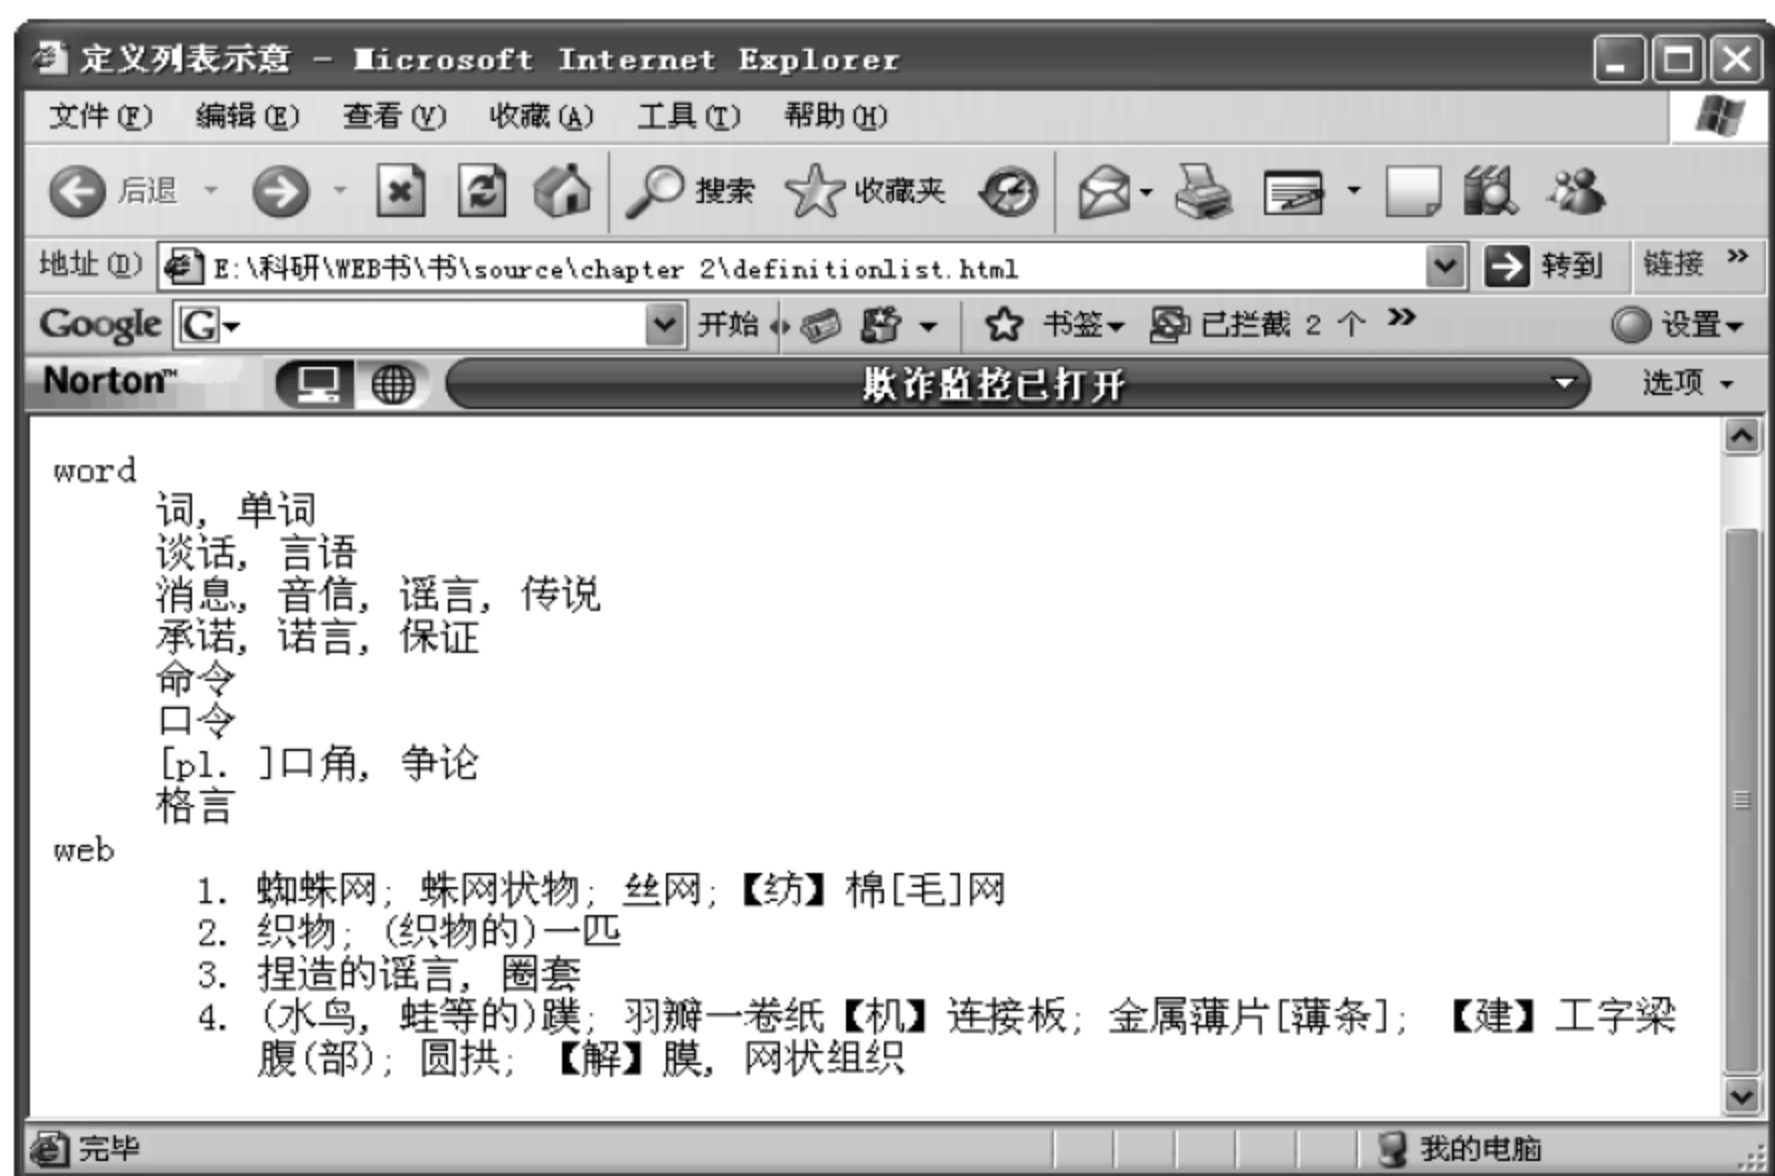 定义列表示意 - Microsoft Internet Explorer
文件(F) 编辑(E) 查看(V) 收藏(A) 工具(T) 帮助(H)
后退 搜索 收藏夹
地址(D) E:\科研\WEB书\书\source\chapter 2\definitionlist.html 转到 链接 »
Google G 开始 书签 已拦截 2 个 » 设置
Norton™ 欺诈监控已打开 选项
word
词, 单词
谈话, 言语
消息, 音信, 谣言, 传说
承诺, 诺言, 保证
命令
口令
[pl. ]口角, 争论
格言
web
1. 蜘蛛网; 蛛网状物; 丝网;【纺】棉[毛]网
2. 织物; (织物的)一匹
3. 捏造的谣言, 圈套
4. (水鸟, 蛙等的)蹼; 羽瓣一卷纸【机】连接板; 金属薄片[薄条]; 【建】工字梁
腹(部); 圆拱; 【解】膜, 网状组织
完毕 我的电脑